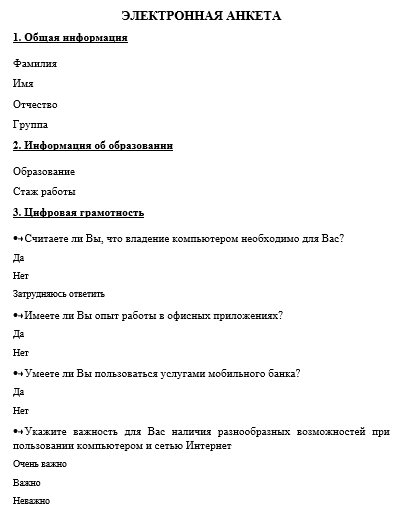 ЭЛЕКТРОННАЯ АНКЕТА
1. Общая информация
Фамилия
Имя
Отчество
Группа
2. Информация об образовании
Образование
Стаж работы
3. Цифровая грамотность
•→Считаете ли Вы, что владение компьютером необходимо для Вас?
Да
Нет
Затрудняюсь ответить
•→Имеете ли Вы опыт работы в офисных приложениях?
Да
Нет
•→Умеете ли Вы пользоваться услугами мобильного банка?
Да
Нет
•→Укажите важность для Вас наличия разнообразных возможностей при
пользовании компьютером и сетью Интернет
Очень важно
Важно
Неважно